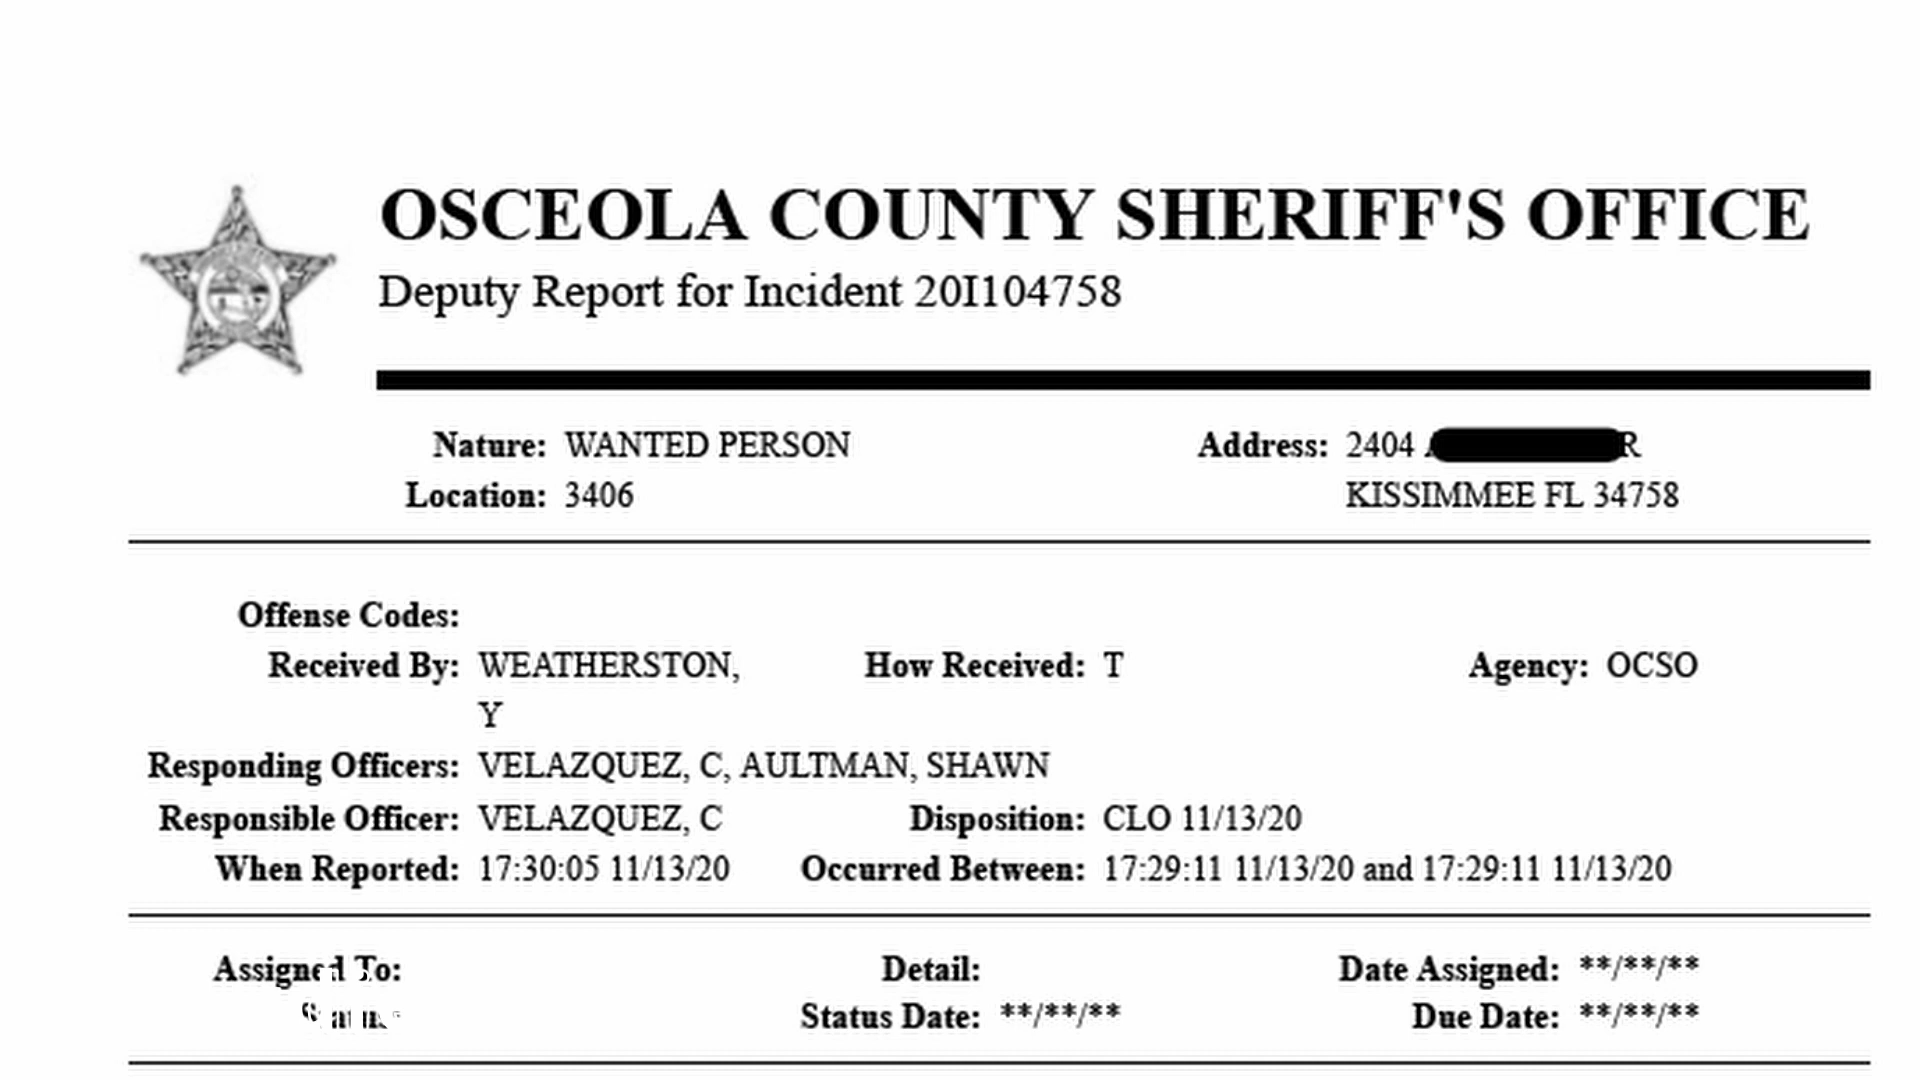 OSCEOLA COUNTY SHERIFF'S OFFICE
Deputy Report for Incident 20I104758
Nature: WANTED PERSON Address: 2404 R
Location: 3406 KISSIMMEE FL 34758
Offense Codes:
Received By: WEATHERSTON, How Received: T Agency: OCSO
Y
Responding Officers: VELAZQUEZ, C, AULTMAN, SHAWN
Responsible Officer: VELAZQUEZ, C Disposition: CLO 11/13/20
When Reported: 17:30:05 11/13/20 Occurred Between: 17:29:11 11/13/20 and 17:29:11 11/13/20
Assigned To: Detail: Date Assigned: **/**/**
Status Date: **/**/** Due Date: **/**/**